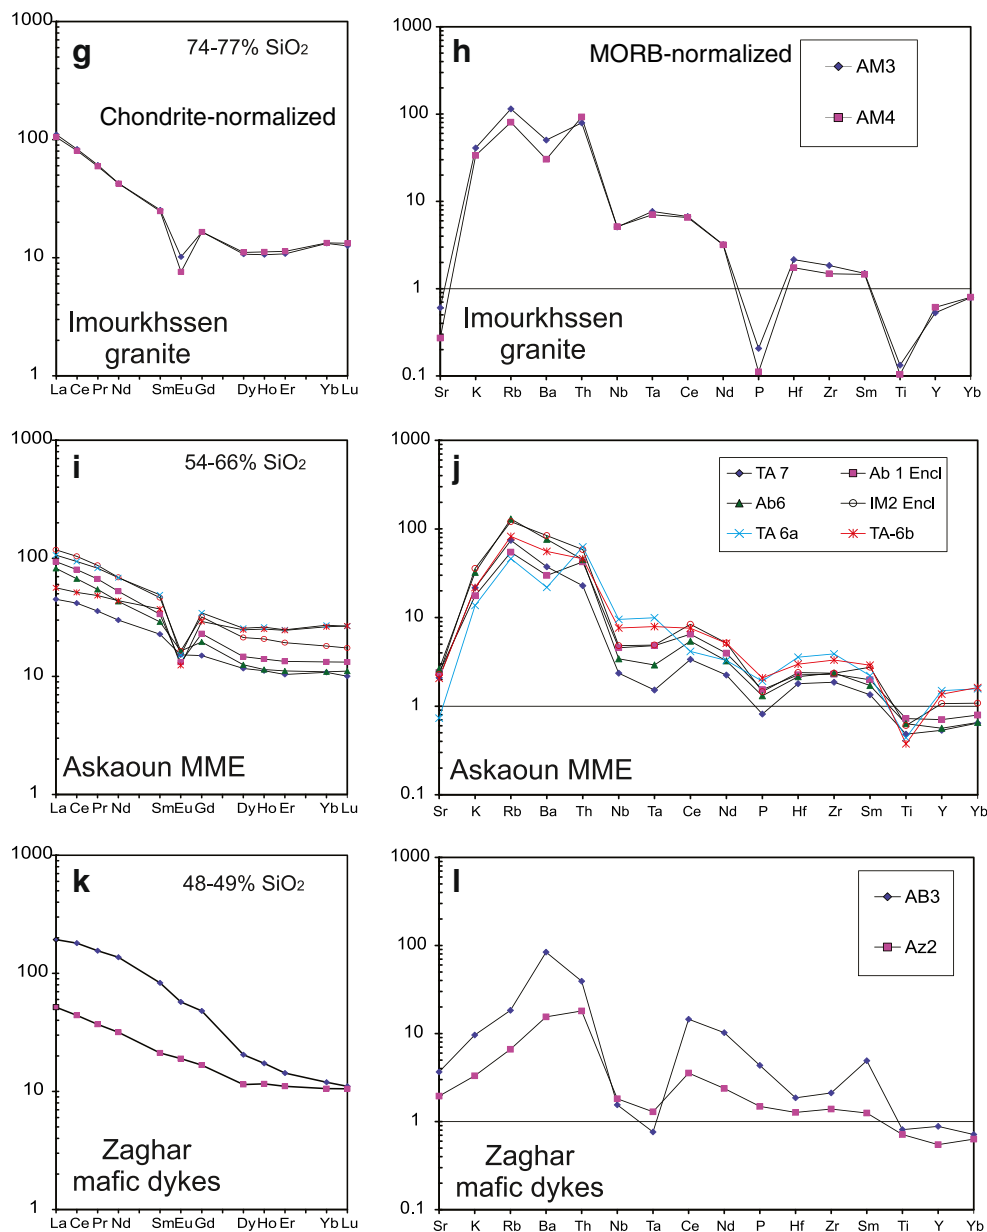 g
74-77% SiO2
Chondrite-normalized
1000
100
10
1
Imourkhssen
granite
La Ce Pr Nd Sm Eu Gd Dy Ho Er Yb Lu
h
MORB-normalized
AM3
AM4
1000
100
10
1
0.1
Imourkhssen
granite
Sr K Rb Ba Th Nb Ta Ce Nd P Hf Zr Sm Ti Y Yb
i
54-66% SiO2
1000
100
10
1
Askaoun MME
La Ce Pr Nd Sm Eu Gd Dy Ho Er Yb Lu
j
TA 7 Ab 1 Encl
Ab6 IM2 Encl
TA 6a TA-6b
1000
100
10
1
0.1
Askaoun MME
Sr K Rb Ba Th Nb Ta Ce Nd P Hf Zr Sm Ti Y Yb
k
48-49% SiO2
1000
100
10
1
Zaghar
mafic dykes
La Ce Pr Nd Sm Eu Gd Dy Ho Er Yb Lu
l
AB3
Az2
1000
100
10
1
0.1
Zaghar
mafic dykes
Sr K Rb Ba Th Nb Ta Ce Nd P Hf Zr Sm Ti Y Yb